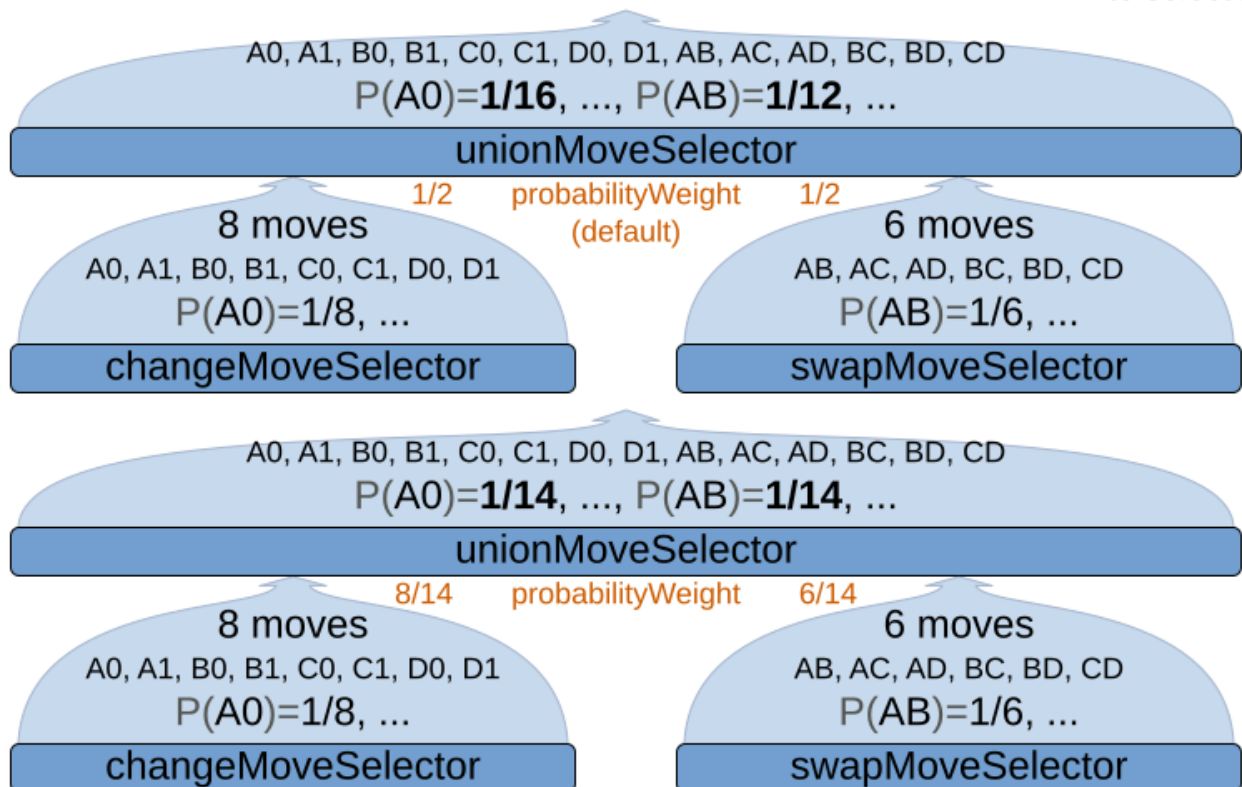 A0, A1, B0, B1, C0, C1, D0, D1, AB, AC, AD, BC, BD, CD
P(A0)=1/16, ..., P(AB)=1/12, ...
unionMoveSelector
1/2 probabilityWeight 1/2
(default)
8 moves 6 moves
A0, A1, B0, B1, C0, C1, D0, D1 AB, AC, AD, BC, BD, CD
P(A0)=1/8, ... P(AB)=1/6, ...
changeMoveSelector swapMoveSelector
A0, A1, B0, B1, C0, C1, D0, D1, AB, AC, AD, BC, BD, CD
P(A0)=1/14, ..., P(AB)=1/14, ...
unionMoveSelector
8/14 probabilityWeight 6/14
8 moves 6 moves
A0, A1, B0, B1, C0, C1, D0, D1 AB, AC, AD, BC, BD, CD
P(A0)=1/8, ... P(AB)=1/6, ...
changeMoveSelector swapMoveSelector